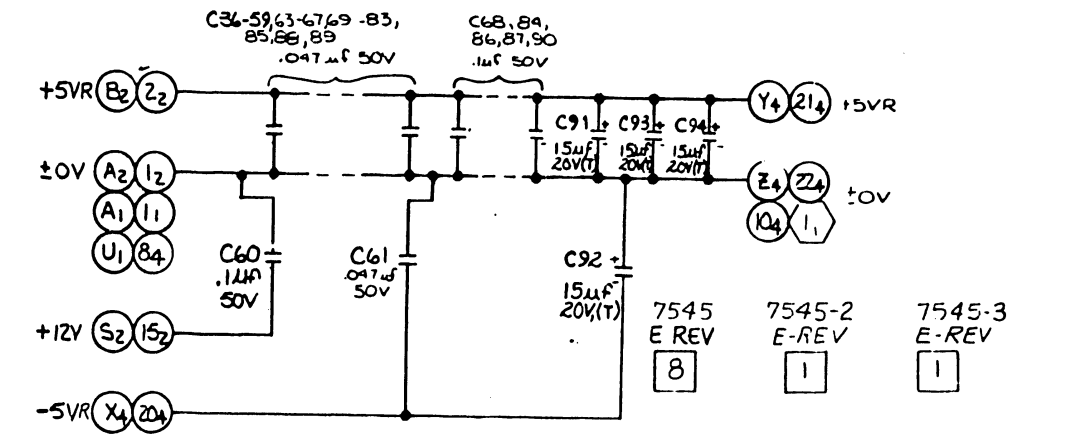 C36-59,63-67,69 -83,
85,88,89
.047 uf 50V
C68,84,
86,87,90
.1uf 50V
+5VR B2 22
Y4 214 +5VR
C91 +
15uf
20V(T)
C93 +
15uf
20V(T)
C94 +
15uf
20V(T)
±0V A2 12
A1 11
U1 84
Z4 224
±0V
104 11
C60
.1uf
50V
C61
.047uf
50V
C92 +
15uf
20V,(T)
+12V S2 152
-5VR X4 204
7545
E REV
8
7545-2
E-REV
1
7545-3
E-REV
1